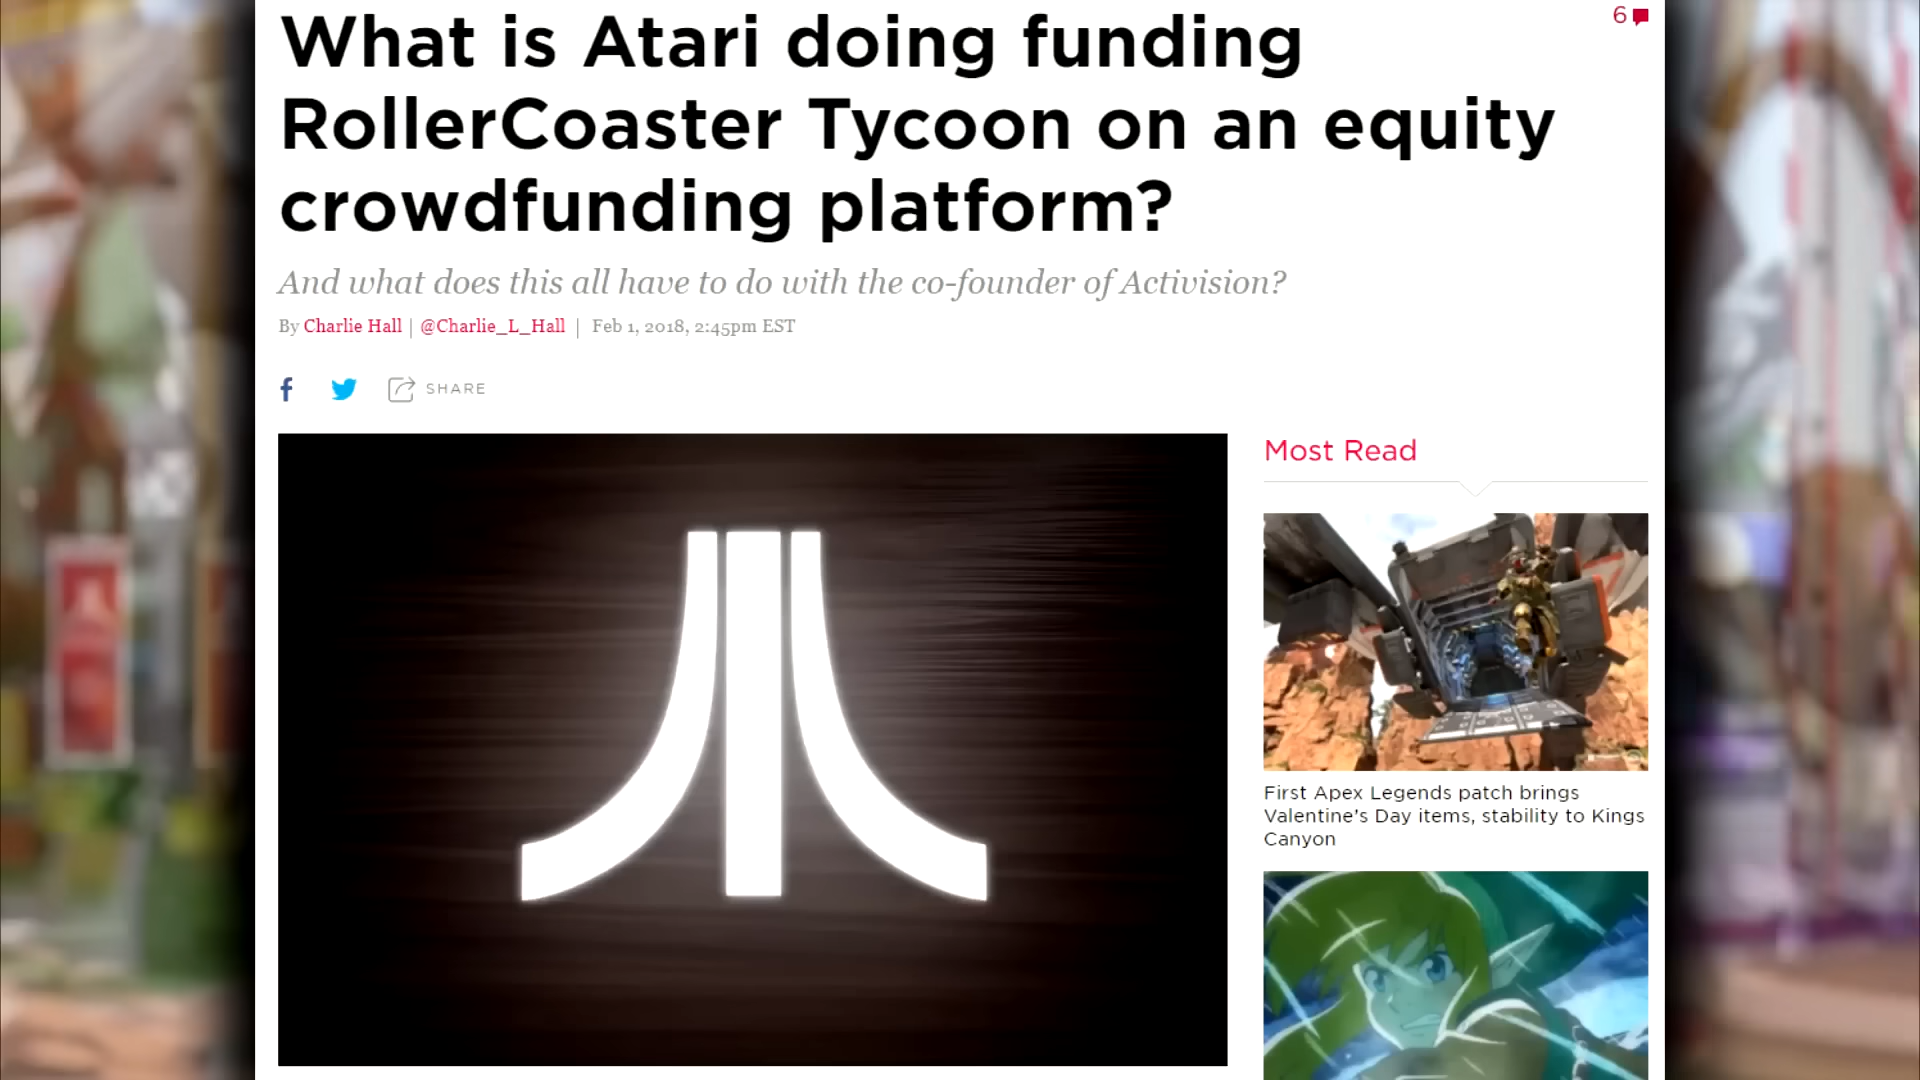 What is Atari doing funding
RollerCoaster Tycoon on an equity
crowdfunding platform?
6
And what does this all have to do with the co-founder of Activision?
By Charlie Hall | @Charlie_L_Hall | Feb 1, 2018, 2:45pm EST
SHARE
Most Read
First Apex Legends patch brings
Valentine's Day items, stability to Kings
Canyon